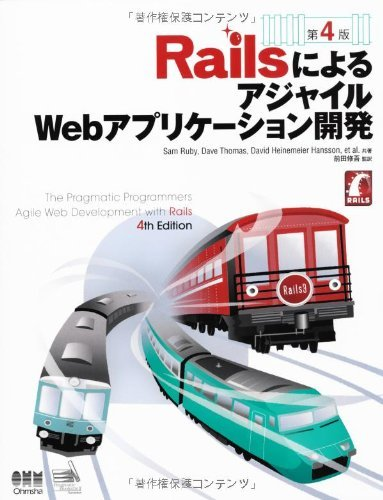 「著作権保護コンテンツ」
第4版
Railsによる
アジャイル
Webアプリケーション開発
Sam Ruby, Dave Thomas, David Heinemeier Hansson, et al. 共著
前田修吾 監訳
RAILS
The Pragmatic Programmers
Agile Web Development with Rails
4th Edition
Rails3
OHM
Ohmsha
「著作権保護コンテンツ」